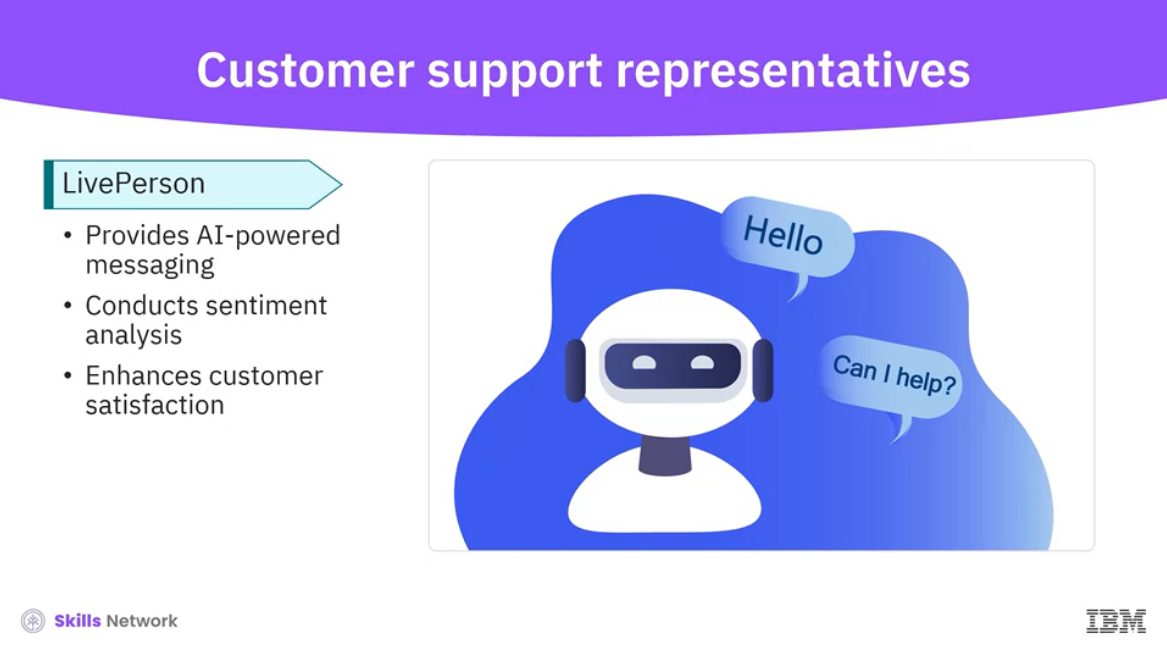 Customer support representatives
LivePerson
• Provides AI-powered
messaging
• Conducts sentiment
analysis
• Enhances customer
satisfaction
Hello
Can I help?
Skills Network
IBM